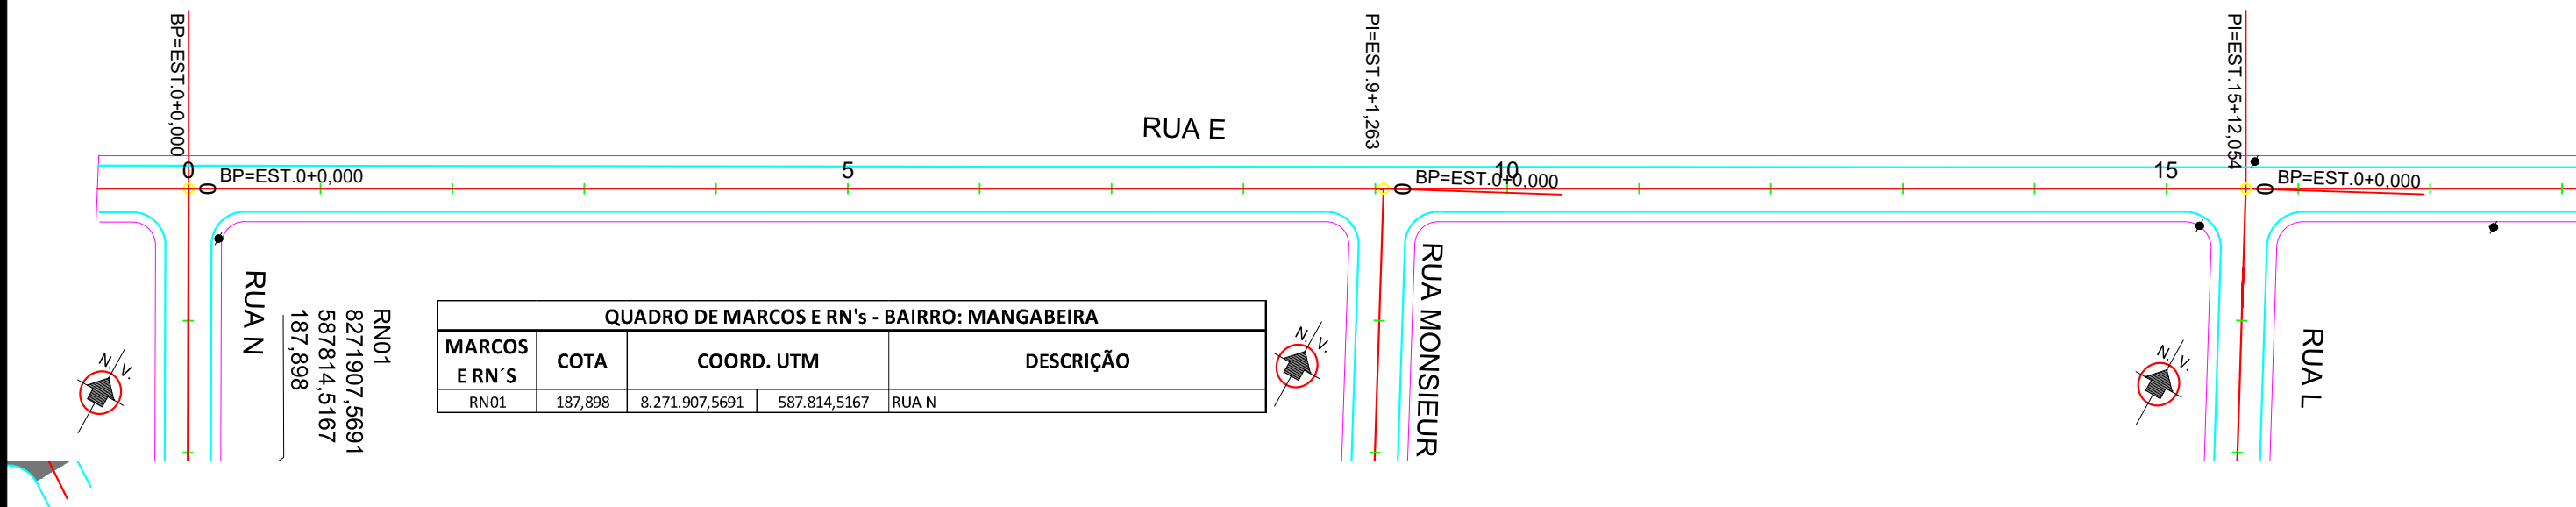 BP=EST.0+0,000
PI=EST.9+1,263
PI=EST.15+12,054
RUA E
0
5
10
15
0
BP=EST.0+0,000
0
BP=EST.0+0,000
0
BP=EST.0+0,000
RUA N
RN01
8271907,5691
587814,5167
187,898
QUADRO DE MARCOS E RN's - BAIRRO: MANGABEIRA
MARCOS E RN´S COTA COORD. UTM DESCRIÇÃO
RN01 187,898 8.271.907,5691 587.814,5167 RUA N
RUA MONSIEUR
RUA L
N. V.
N. V.
N. V.